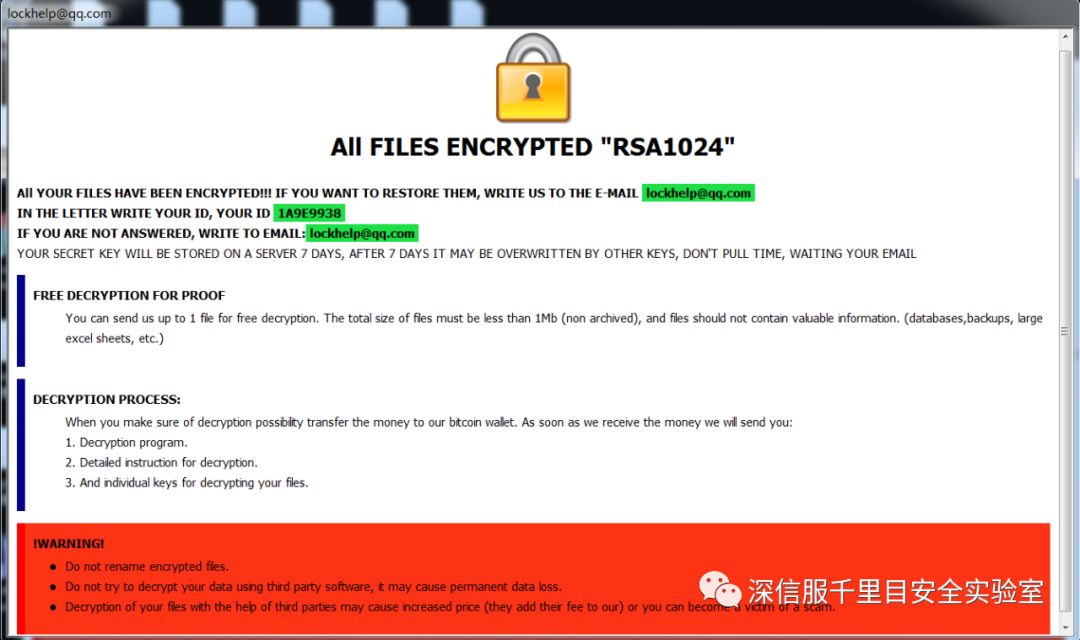 lockhelp@qq.com
All FILES ENCRYPTED "RSA1024"
All YOUR FILES HAVE BEEN ENCRYPTED!!! IF YOU WANT TO RESTORE THEM, WRITE US TO THE E-MAIL lockhelp@qq.com
IN THE LETTER WRITE YOUR ID, YOUR ID 1A9E9938
IF YOU ARE NOT ANSWERED, WRITE TO EMAIL: lockhelp@qq.com
YOUR SECRET KEY WILL BE STORED ON A SERVER 7 DAYS, AFTER 7 DAYS IT MAY BE OVERWRITTEN BY OTHER KEYS, DON'T PULL TIME, WAITING YOUR EMAIL
FREE DECRYPTION FOR PROOF
You can send us up to 1 file for free decryption. The total size of files must be less than 1Mb (non archived), and files should not contain valuable information. (databases,backups, large
excel sheets, etc.)
DECRYPTION PROCESS:
When you make sure of decryption possibility transfer the money to our bitcoin wallet. As soon as we receive the money we will send you:
1. Decryption program.
2. Detailed instruction for decryption.
3. And individual keys for decrypting your files.
!WARNING!
● Do not rename encrypted files.
● Do not try to decrypt your data using third party software, it may cause permanent data loss.
● Decryption of your files with the help of third parties may cause increased price (they add their fee to our) or you can become a victim of a scam.
深信服千里目安全实验室